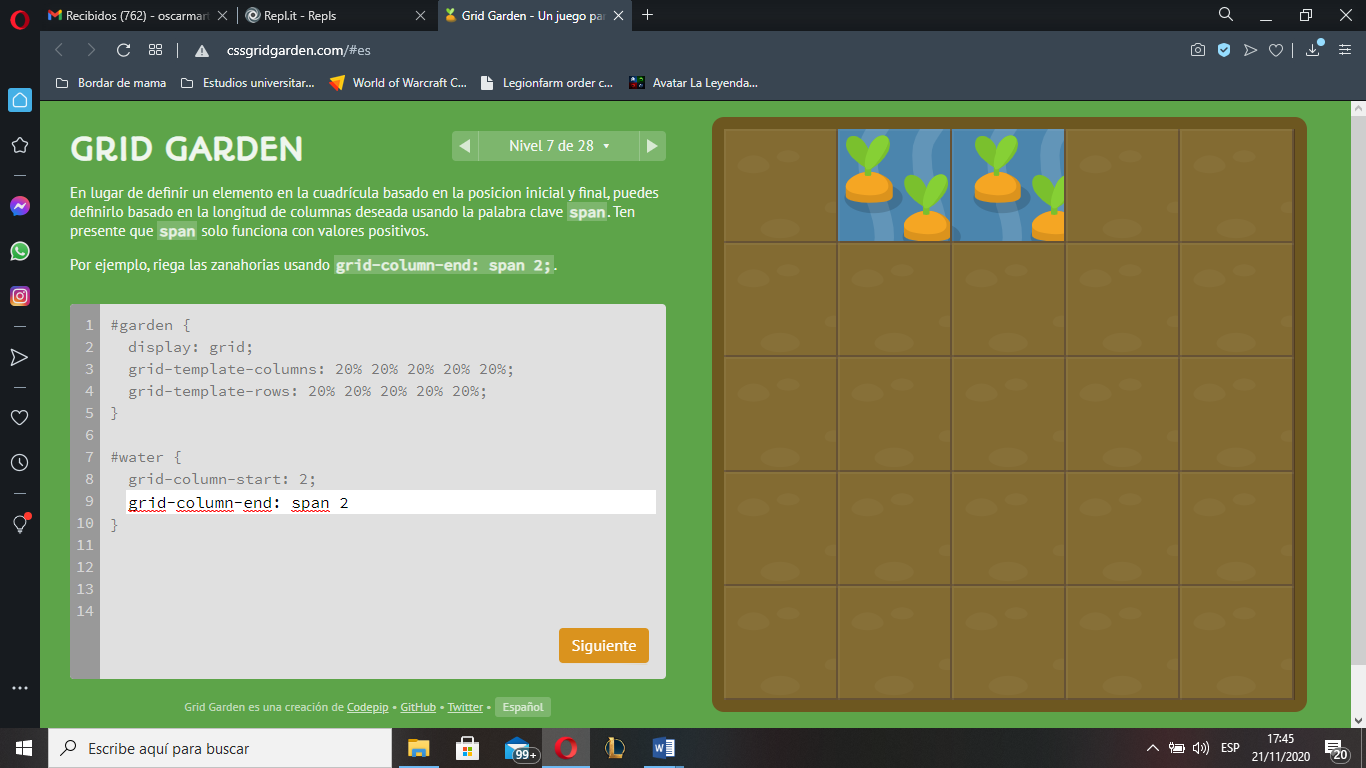 Recibidos (762) - oscarmar
Repl.it - Repls
Grid Garden - Un juego par
cssgridgarden.com/#es
Bordar de mama
Estudios universitar...
World of Warcraft C...
Legionfarm order c...
Avatar La Leyenda...
GRID GARDEN
Nivel 7 de 28
En lugar de definir un elemento en la cuadrícula basado en la posicion inicial y final, puedes
definirlo basado en la longitud de columnas deseada usando la palabra clave span. Ten
presente que span solo funciona con valores positivos.
Por ejemplo, riega las zanahorias usando grid-column-end: span 2;.
1 #garden {
2 display: grid;
3 grid-template-columns: 20% 20% 20% 20% 20%;
4 grid-template-rows: 20% 20% 20% 20% 20%;
5 }
6
7 #water {
8 grid-column-start: 2;
9 grid-column-end: span 2
10 }
11
12
13
14
Siguiente
Grid Garden es una creación de Codepip • GitHub • Twitter • Español
Escribe aquí para buscar
99+
ESP
17:45
21/11/2020
20